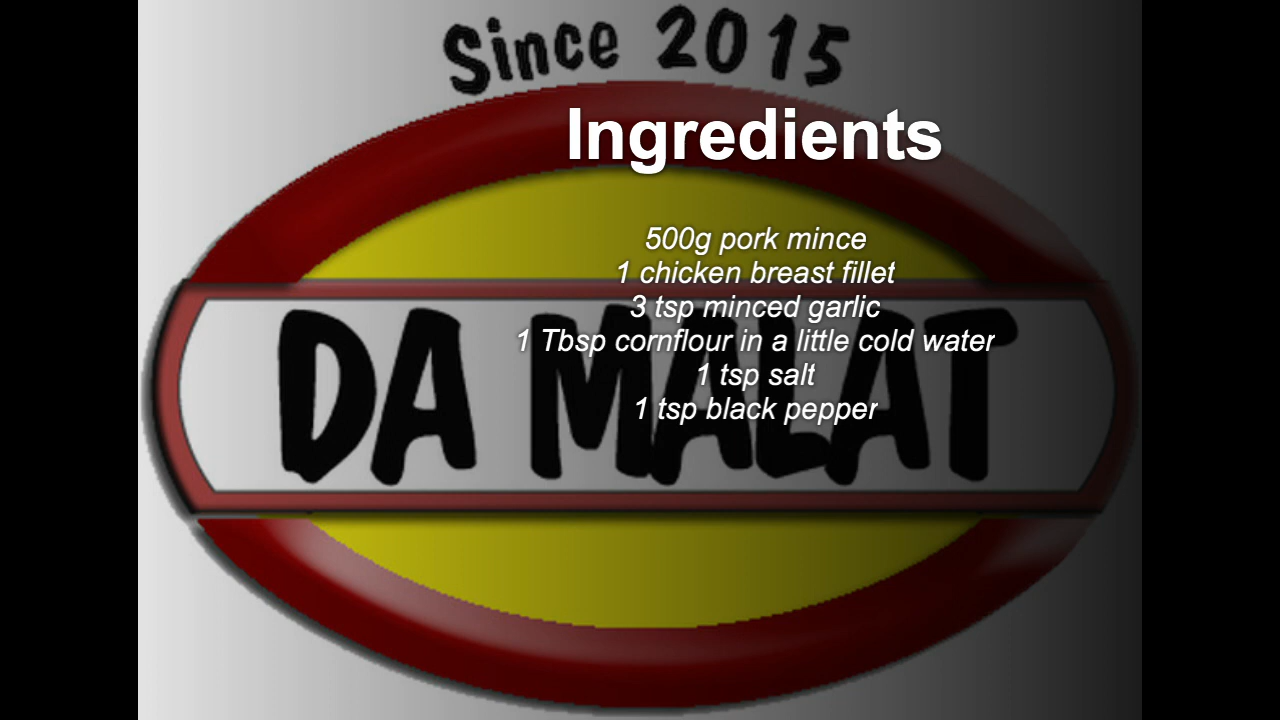 Since 2015
Ingredients
500g pork mince
1 chicken breast fillet
3 tsp minced garlic
1 Tbsp cornflour in a little cold water
1 tsp salt
1 tsp black pepper
DA MALAT